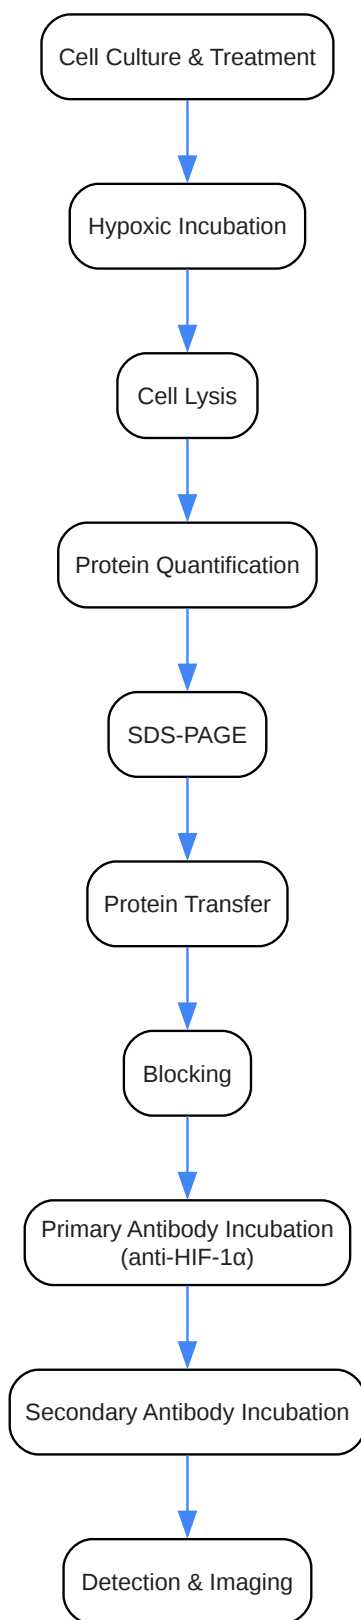 Cell Culture & Treatment
Hypoxic Incubation
Cell Lysis
Protein Quantification
SDS-PAGE
Protein Transfer
Blocking
Primary Antibody Incubation
(anti-HIF-1α)
Secondary Antibody Incubation
Detection & Imaging